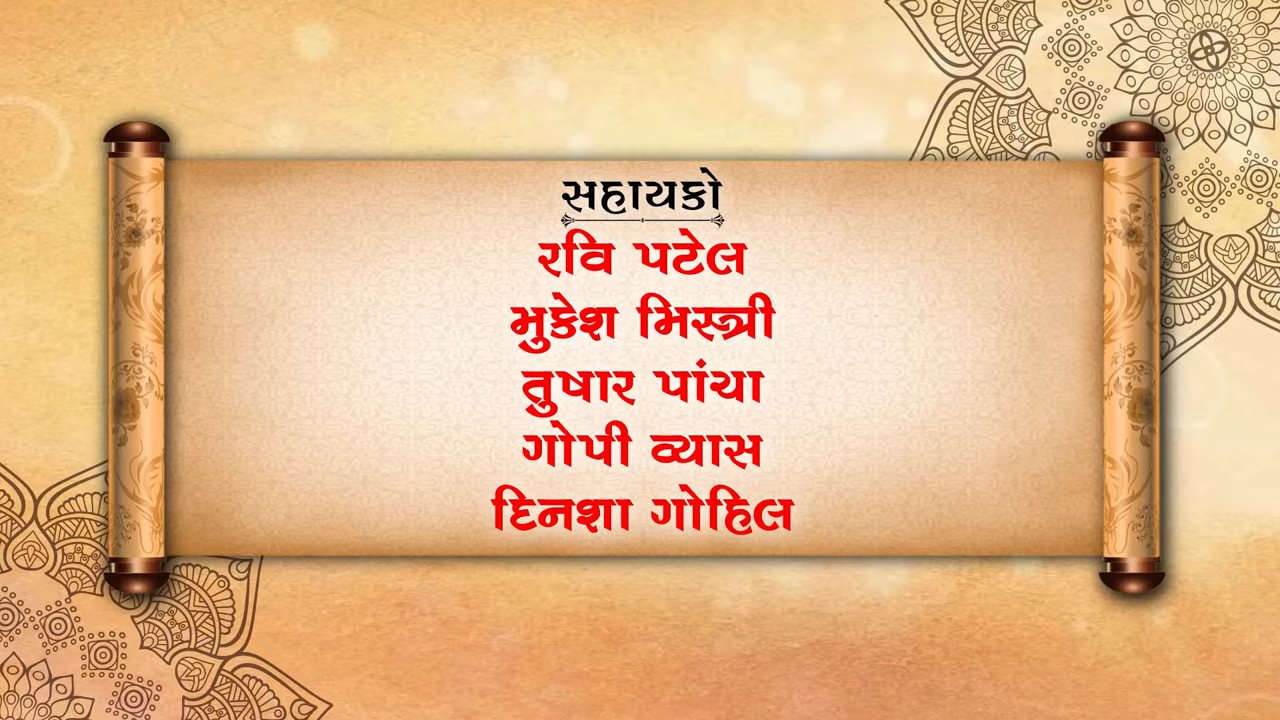 સહાયકો
રવિ પટેલ
મુકેશ મિસ્ત્રી
તુષાર પાંચા
ગોપી વ્યાસ
દિનશા ગોહિલ